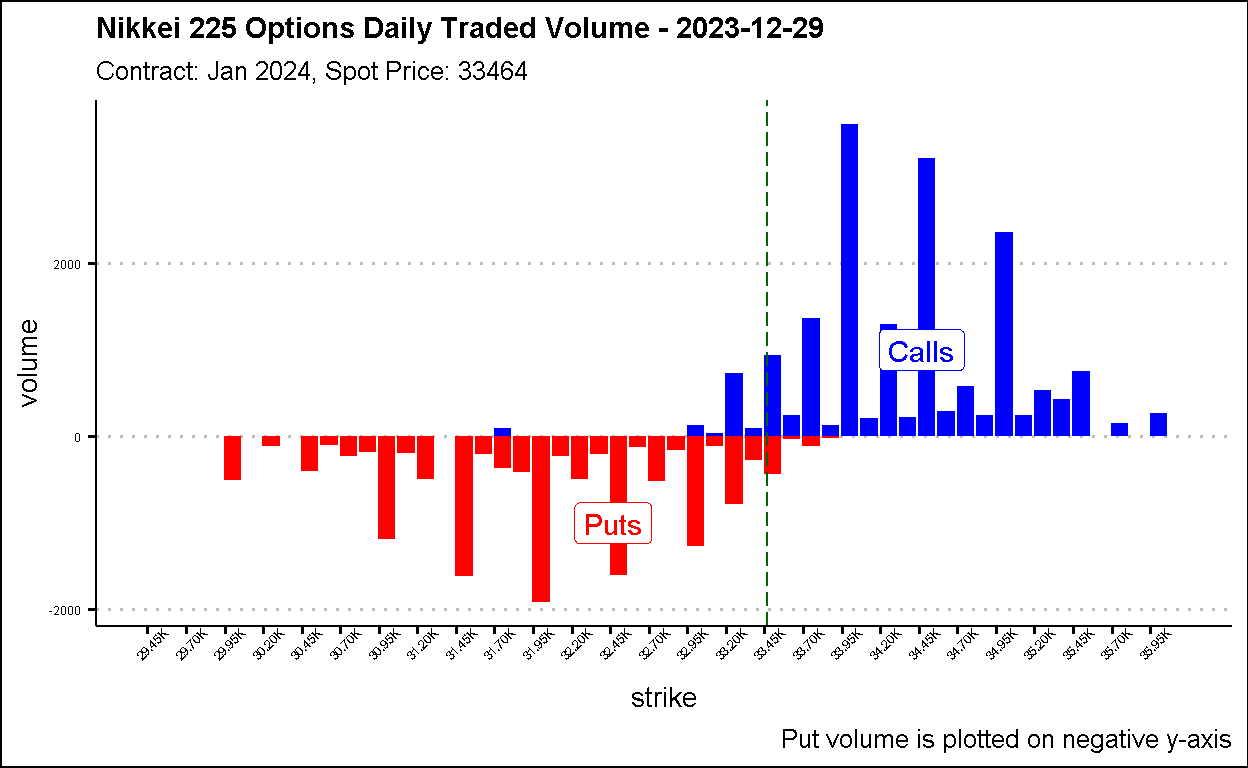 Nikkei 225 Options Daily Traded Volume - 2023-12-29
Contract: Jan 2024, Spot Price: 33464
volume
2000
0
-2000
Calls
Puts
29.45K 29.70K 29.95K 30.20K 30.45K 30.70K 30.95K 31.20K 31.45K 31.70K 31.95K 32.20K 32.45K 32.70K 32.95K 33.20K 33.45K 33.70K 33.95K 34.20K 34.45K 34.70K 34.95K 35.20K 35.45K 35.70K 35.95K
strike
Put volume is plotted on negative y-axis